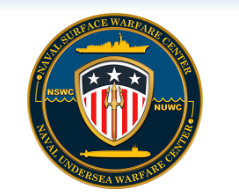 NAVAL SURFACE WARFARE CENTER
NSWC
NUWC
NAVAL UNDERSEA WARFARE CENTER